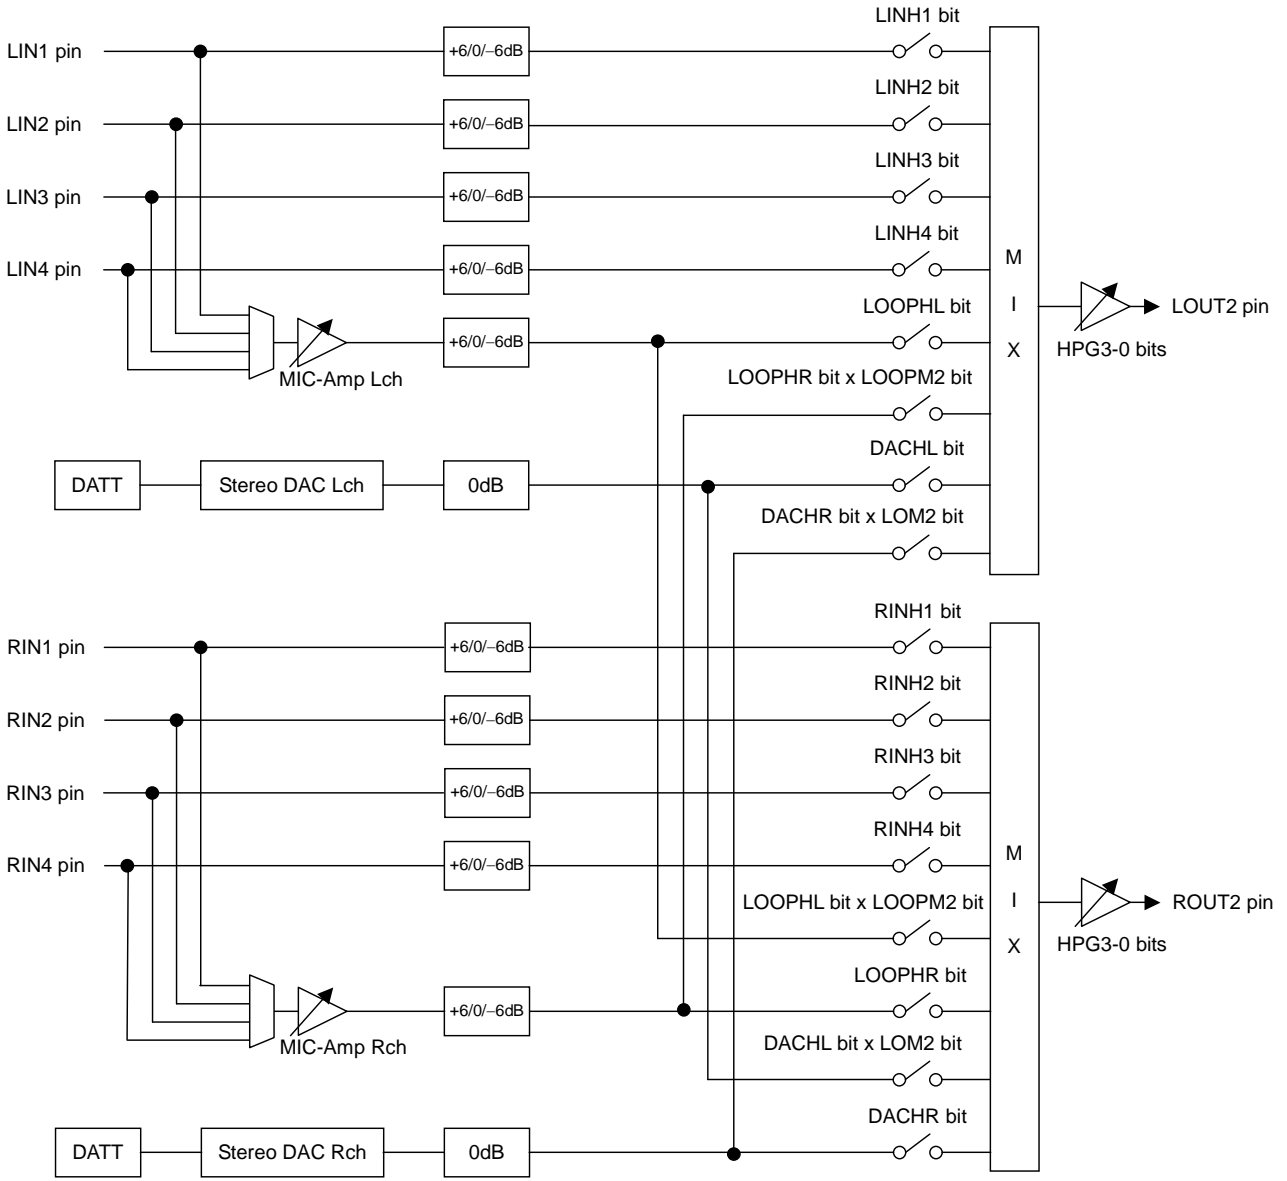 LINH1 bit
LIN1 pin
+6/0/−6dB
LINH2 bit
LIN2 pin
+6/0/−6dB
LINH3 bit
LIN3 pin
+6/0/−6dB
LINH4 bit
LIN4 pin
+6/0/−6dB
M
I
X
LOOPHL bit
LOUT2 pin
HPG3-0 bits
+6/0/−6dB
MIC-Amp Lch
LOOPHR bit x LOOPM2 bit
DACHL bit
DATT
Stereo DAC Lch
0dB
DACHR bit x LOM2 bit
RINH1 bit
RIN1 pin
+6/0/−6dB
RINH2 bit
RIN2 pin
+6/0/−6dB
RINH3 bit
RIN3 pin
+6/0/−6dB
RINH4 bit
RIN4 pin
+6/0/−6dB
M
I
X
LOOPHL bit x LOOPM2 bit
ROUT2 pin
HPG3-0 bits
LOOPHR bit
+6/0/−6dB
MIC-Amp Rch
DACHL bit x LOM2 bit
DACHR bit
DATT
Stereo DAC Rch
0dB